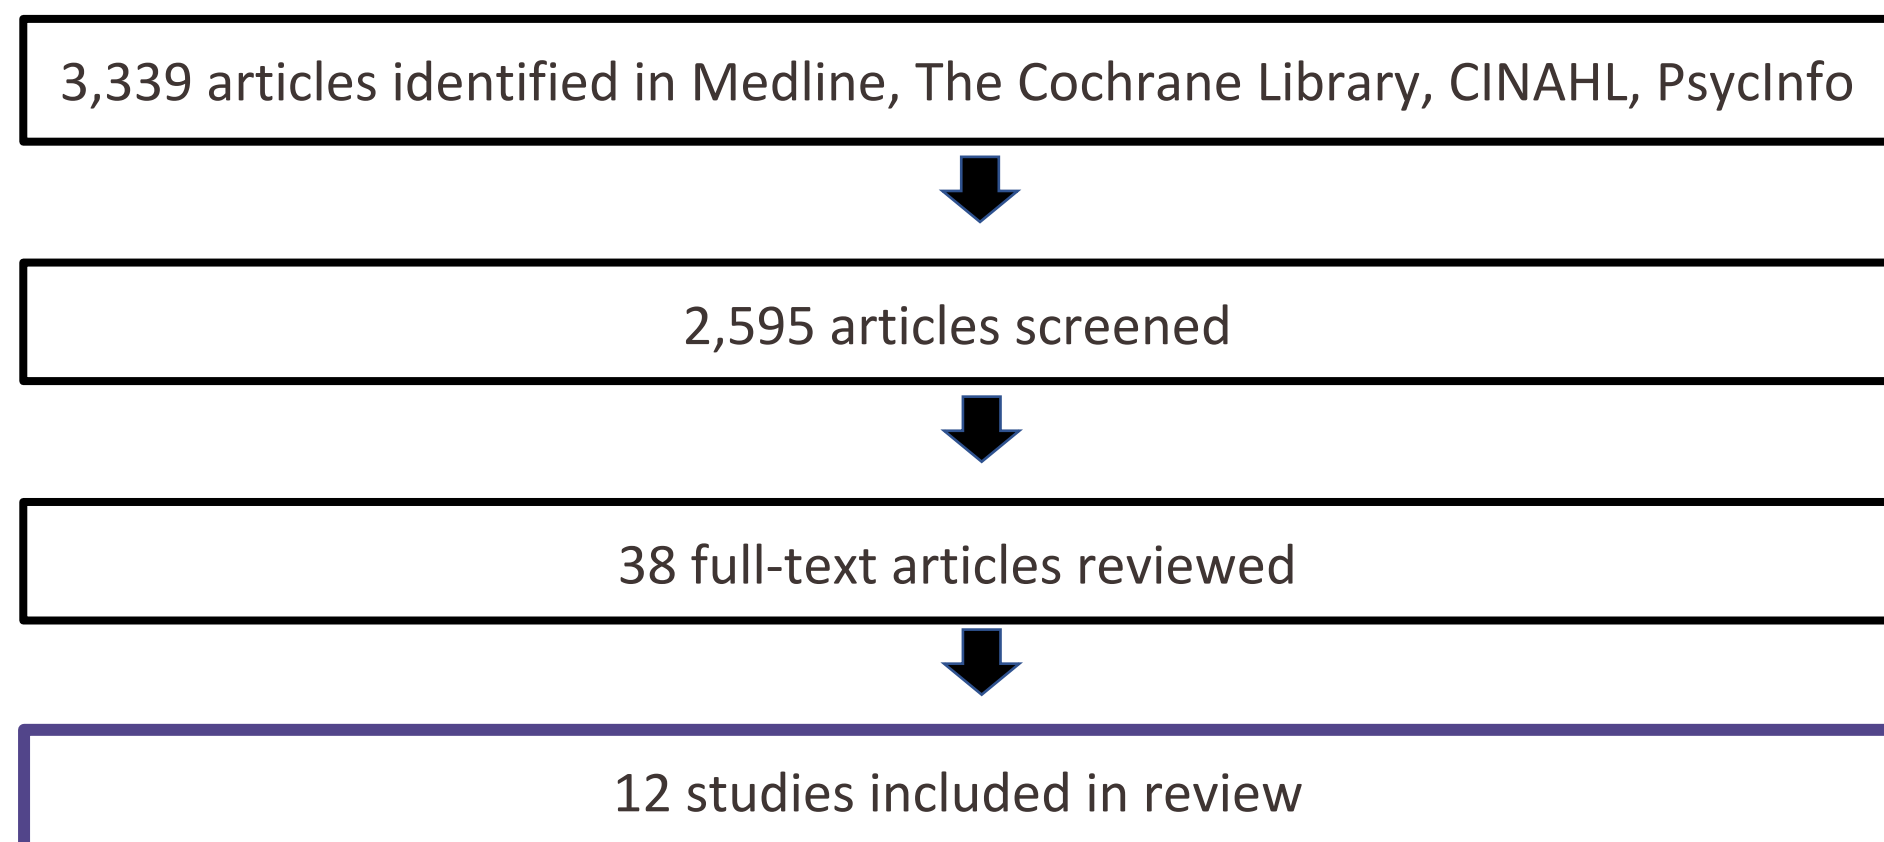 3,339 articles identified in Medline, The Cochrane Library, CINAHL, PsycInfo
2,595 articles screened
38 full-text articles reviewed
12 studies included in review